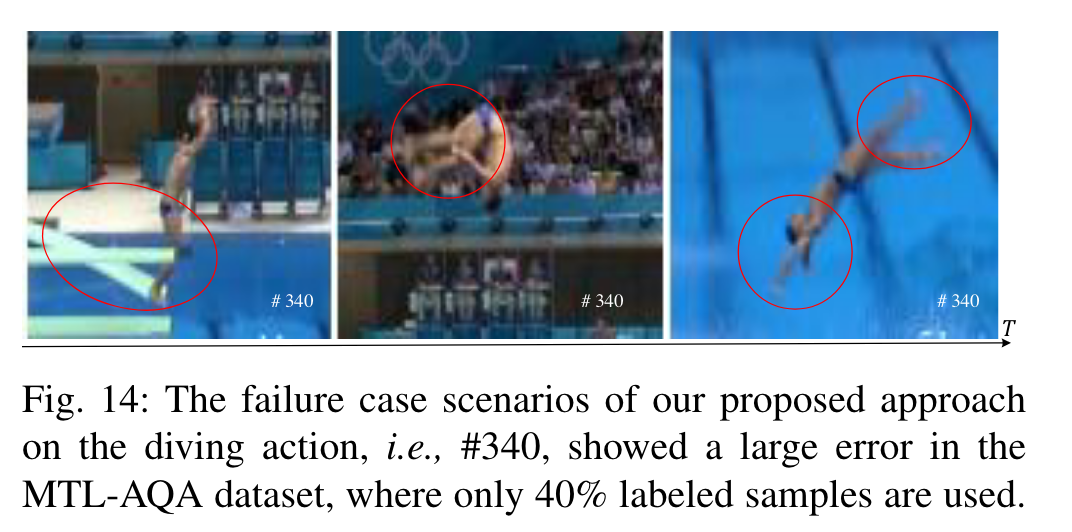 # 340 # 340 # 340
T
Fig. 14: The failure case scenarios of our proposed approach
on the diving action, i.e., #340, showed a large error in the
MTL-AQA dataset, where only 40% labeled samples are used.